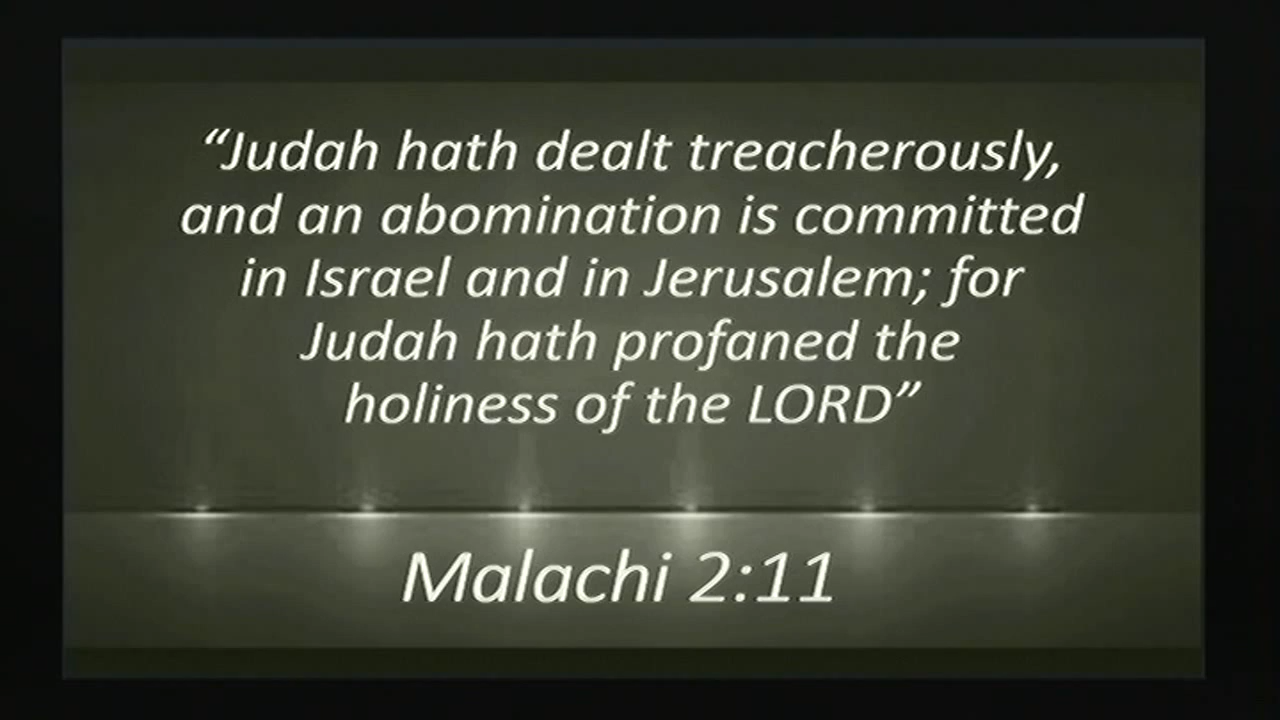 “Judah hath dealt treacherously,
and an abomination is committed
in Israel and in Jerusalem; for
Judah hath profaned the
holiness of the LORD”
Malachi 2:11